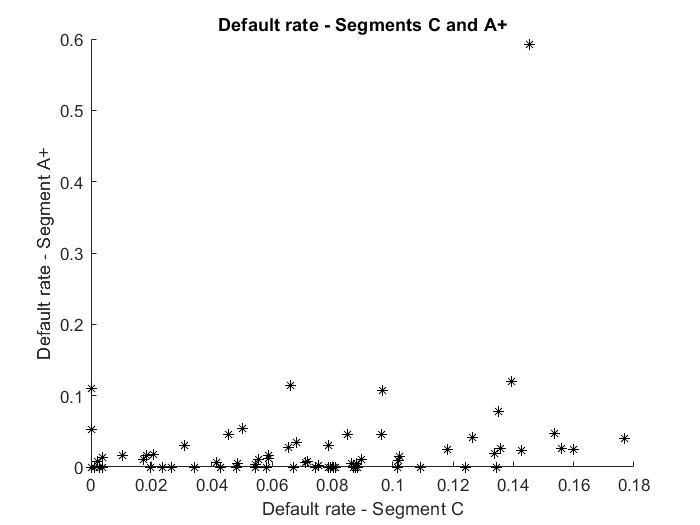 Default rate - Segments C and A+
0.6
0.5
0.4
0.3
0.2
0.1
0
Default rate - Segment A+
0 0.02 0.04 0.06 0.08 0.1 0.12 0.14 0.16 0.18
Default rate - Segment C